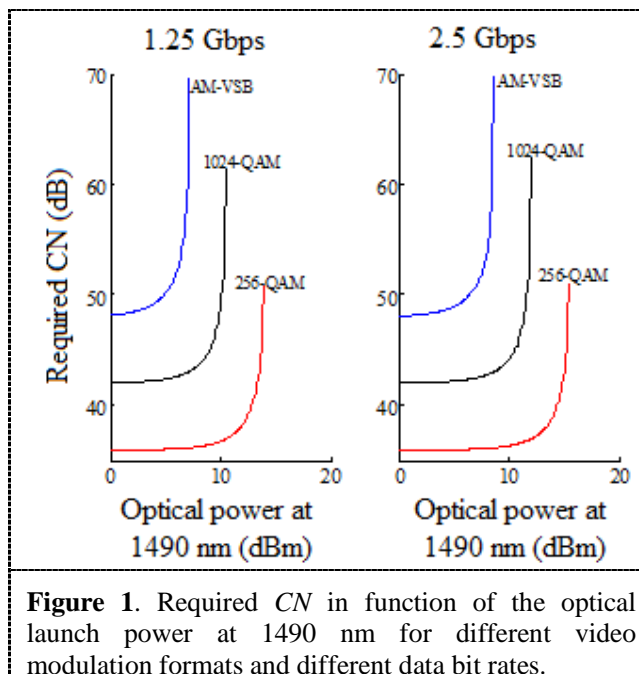 1.25 Gbps
2.5 Gbps
Required CN (dB)
70
60
50
40
AM-VSB
1024-QAM
256-QAM
0
10
20
Optical power at
1490 nm (dBm)
70
60
50
40
AM-VSB
1024-QAM
256-QAM
0
10
20
Optical power at
1490 nm (dBm)
Figure 1. Required CN in function of the optical
launch power at 1490 nm for different video
modulation formats and different data bit rates.